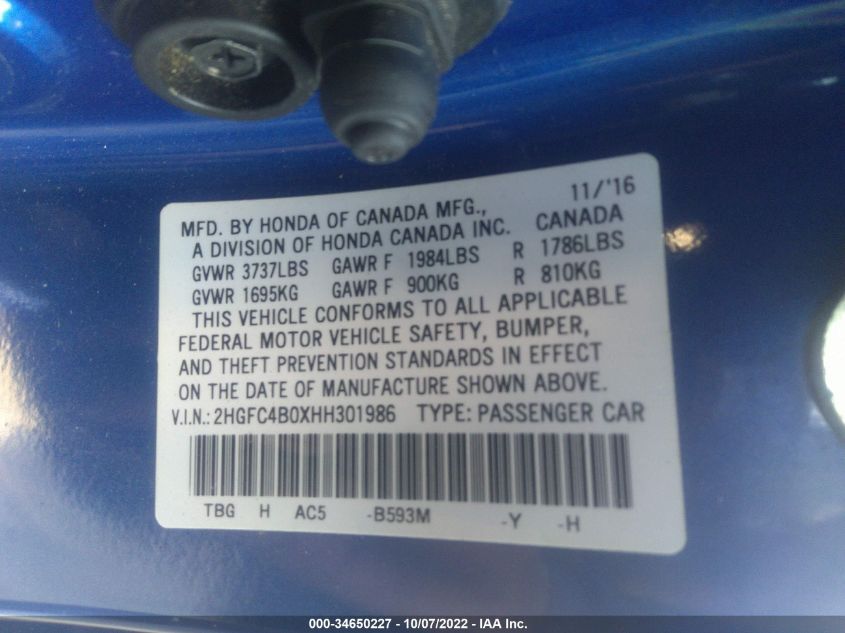 11/'16
MFD. BY HONDA OF CANADA MFG., CANADA
A DIVISION OF HONDA CANADA INC.
GVWR 3737LBS GAWR F 1984LBS R 1786LBS
GVWR 1695KG GAWR F 900KG R 810KG
THIS VEHICLE CONFORMS TO ALL APPLICABLE
FEDERAL MOTOR VEHICLE SAFETY, BUMPER,
AND THEFT PREVENTION STANDARDS IN EFFECT
ON THE DATE OF MANUFACTURE SHOWN ABOVE.
V.I.N.: 2HGFC4B0XHH301986 TYPE: PASSENGER CAR
TBG H AC5 -B593M -Y -H
000-34650227 - 10/07/2022 - IAA Inc.